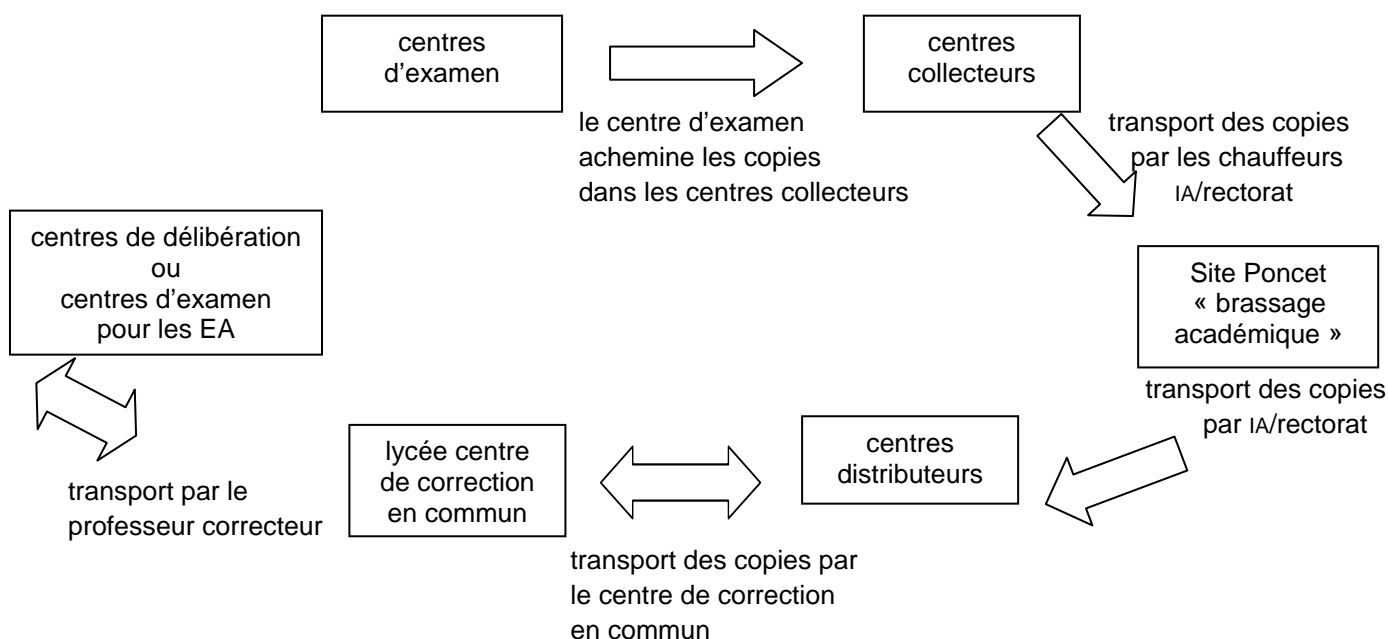 centres
d'examen
centres
collecteurs
le centre d'examen
achemine les copies
dans les centres collecteurs
transport des copies
par les chauffeurs
IA/rectorat
centres de délibération
ou
centres d'examen
pour les EA
Site Poncet
« brassage
académique »
transport des copies
par IA/rectorat
lycée centre
de correction
en commun
centres
distributeurs
transport par le
professeur correcteur
transport des copies par
le centre de correction
en commun